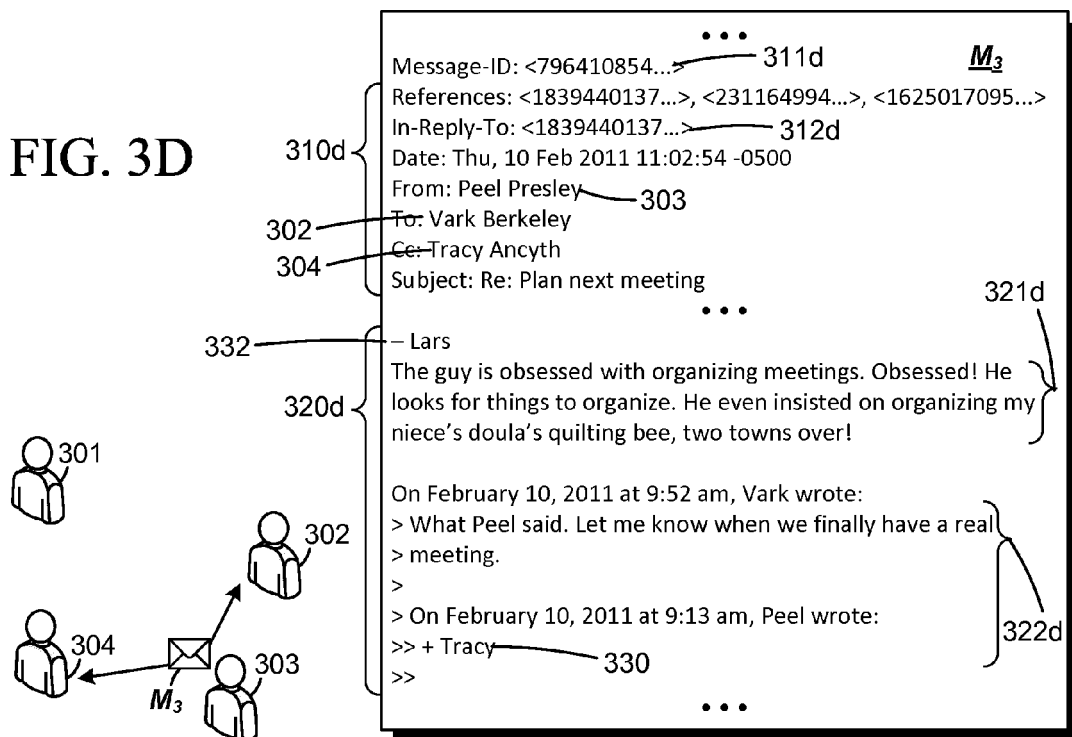 FIG. 3D
• • •
M3
Message-ID: <796410854...>
311d
References: <1839440137...>, <231164994...>, <1625017095...>
In-Reply-To: <1839440137...>
312d
310d
Date: Thu, 10 Feb 2011 11:02:54 -0500
From: Peel Presley
303
302
To: Vark Berkeley
304
Cc: Tracy Ancyth
Subject: Re: Plan next meeting
• • •
321d
332
– Lars
320d
The guy is obsessed with organizing meetings. Obsessed! He
looks for things to organize. He even insisted on organizing my
niece's doula's quilting bee, two towns over!
On February 10, 2011 at 9:52 am, Vark wrote:
> What Peel said. Let me know when we finally have a real
> meeting.
>
> On February 10, 2011 at 9:13 am, Peel wrote:
322d
>> + Tracy
330
>>
• • •
301
302
304
303
M3